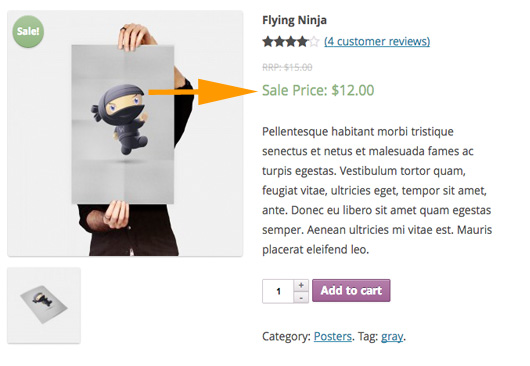 Sale!
Flying Ninja
(4 customer reviews)
RRP: $15.00
Sale Price: $12.00
Pellentesque habitant morbi tristique
senectus et netus et malesuada fames ac
turpis egestas. Vestibulum tortor quam,
feugiat vitae, ultricies eget, tempor sit amet,
ante. Donec eu libero sit amet quam egestas
semper. Aenean ultricies mi vitae est. Mauris
placerat eleifend leo.
1 + -
Add to cart
Category: Posters. Tag: gray.